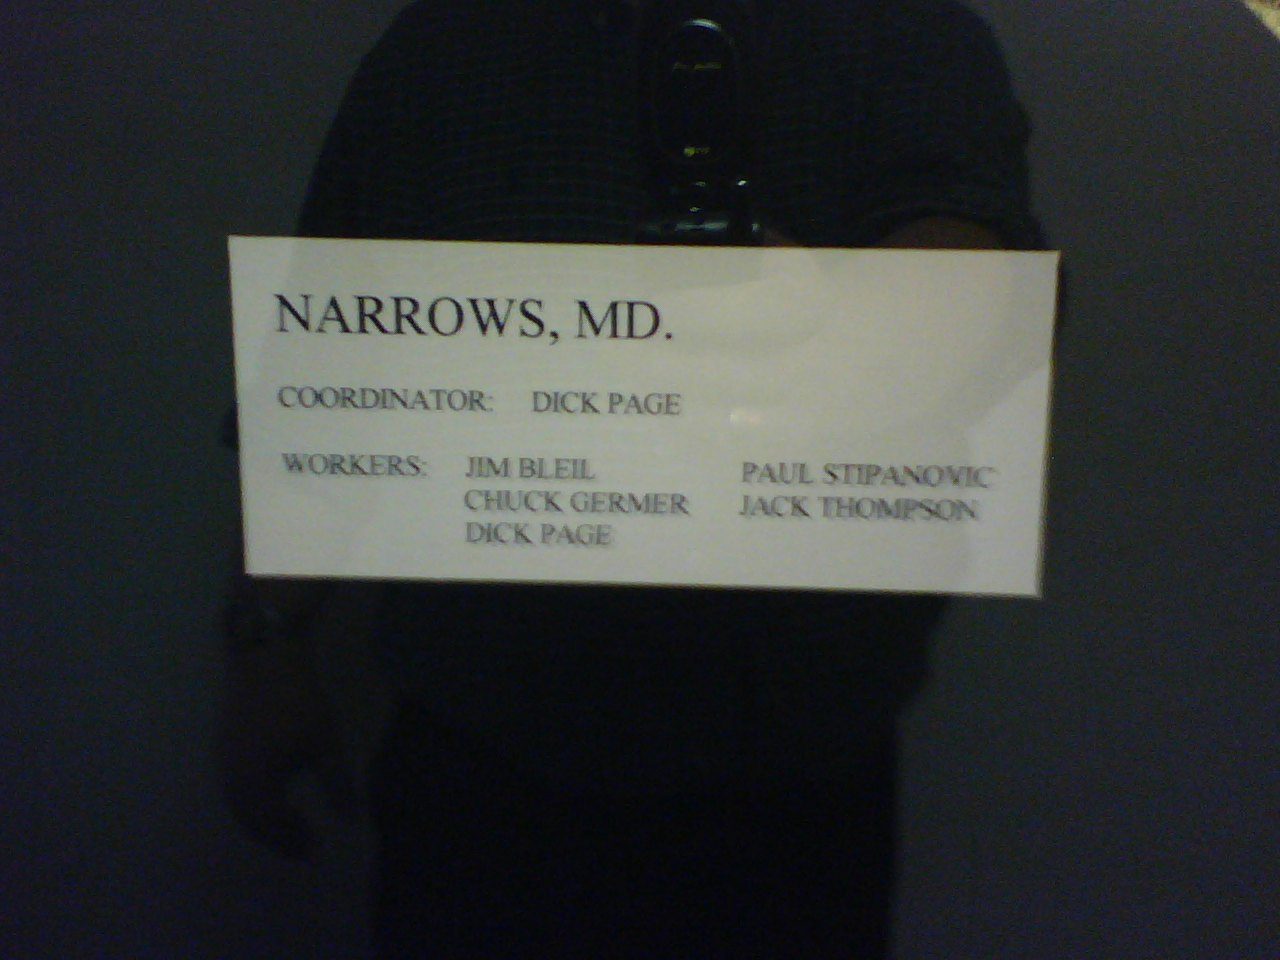 NARROWS, MD.
COORDINATOR: DICK PAGE
WORKERS: JIM BLEIL PAUL STIPANOVIC
CHUCK GERMER JACK THOMPSON
DICK PAGE